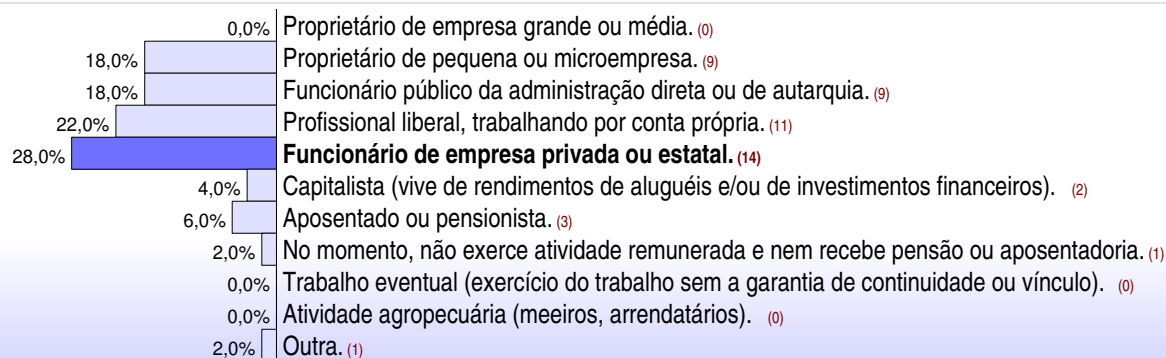 0,0% Proprietário de empresa grande ou média. (0)
18,0% Proprietário de pequena ou microempresa. (9)
18,0% Funcionário público da administração direta ou de autarquia. (9)
22,0% Profissional liberal, trabalhando por conta própria. (11)
28,0% Funcionário de empresa privada ou estatal. (14)
4,0% Capitalista (vive de rendimentos de aluguéis e/ou de investimentos financeiros). (2)
6,0% Aposentado ou pensionista. (3)
2,0% No momento, não exerce atividade remunerada e nem recebe pensão ou aposentadoria. (1)
0,0% Trabalho eventual (exercício do trabalho sem a garantia de continuidade ou vínculo). (0)
0,0% Atividade agropecuária (meeiros, arrendatários). (0)
2,0% Outra. (1)